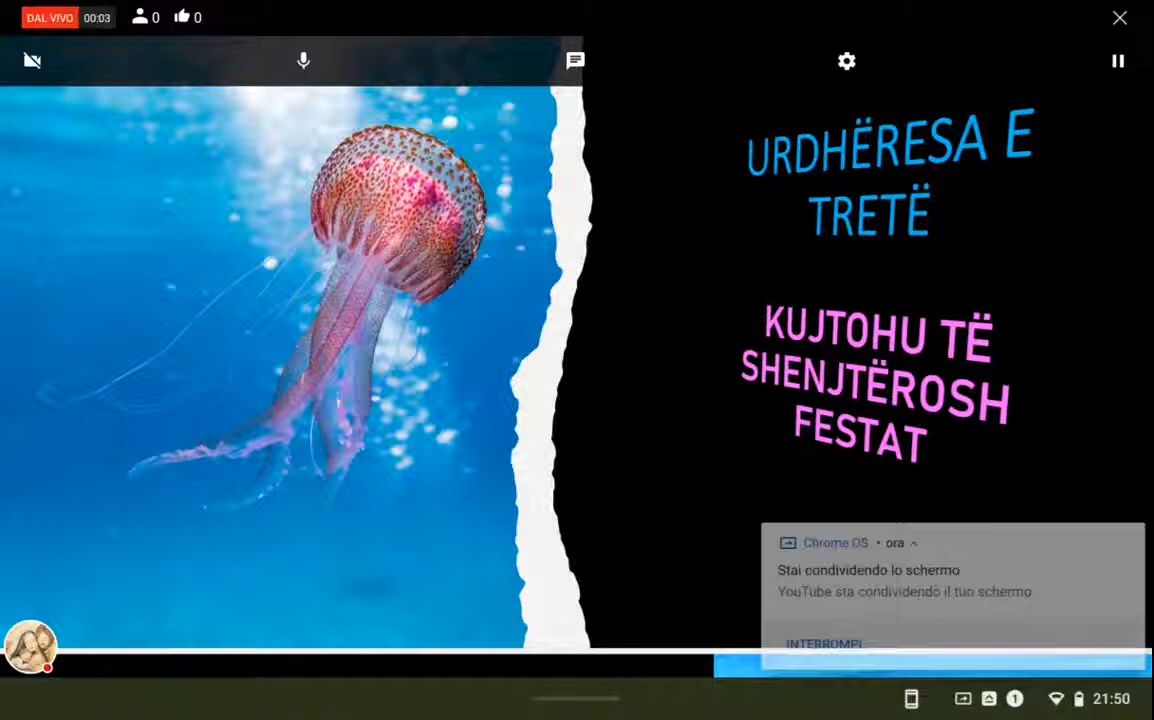 DAL VIVO 00:03 0 0
URDHËRESA E
TRETË
KUJTOHU TË
SHENJTËROSH
FESTAT
Chrome OS • ora
Stai condividendo lo schermo
YouTube sta condividendo il tuo schermo
INTERROMPI
1 21:50